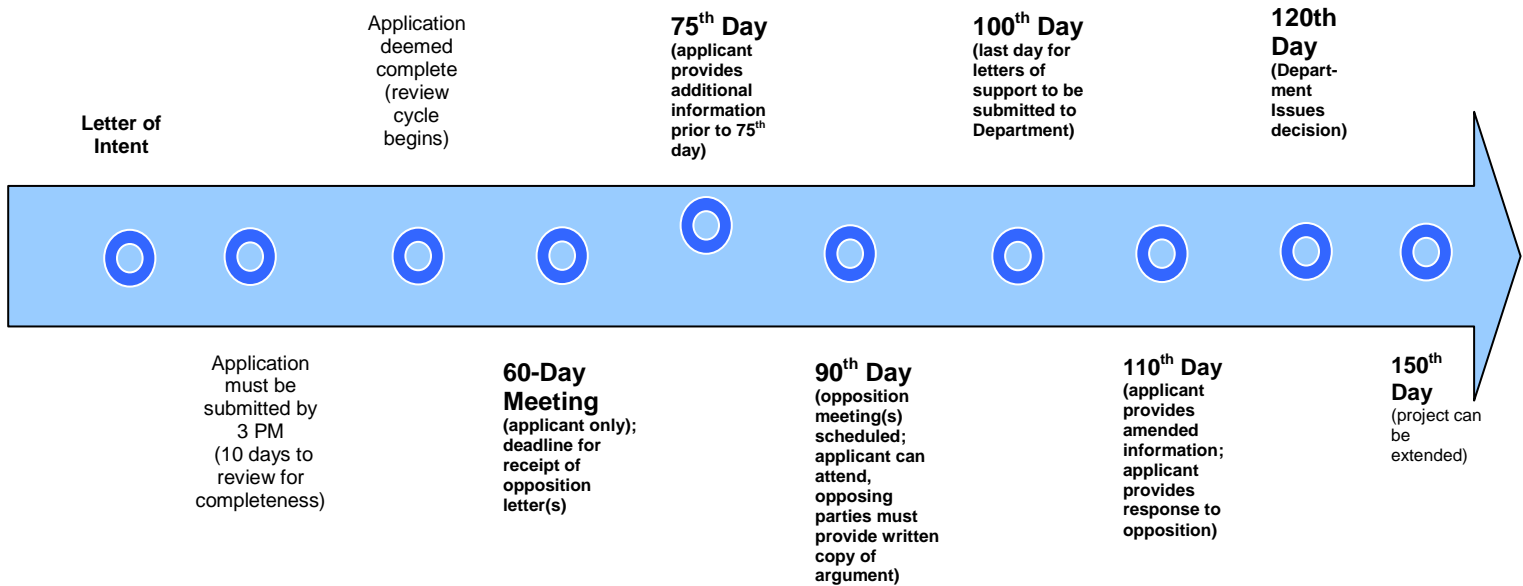 Letter of
Intent
Application
must be
submitted by
3 PM
(10 days to
review for
completeness)
Application
deemed
complete
(review
cycle
begins)
60-Day
Meeting
(applicant only);
deadline for
receipt of
opposition
letter(s)
75th Day
(applicant
provides
additional
information
prior to 75th
day)
90th Day
(opposition
meeting(s)
scheduled;
applicant can
attend,
opposing
parties must
provide written
copy of
argument)
100th Day
(last day for
letters of
support to be
submitted to
Department)
110th Day
(applicant
provides
amended
information;
applicant
provides
response to
opposition)
120th
Day
(Depart-
ment
Issues
decision)
150th
Day
(project can
be
extended)